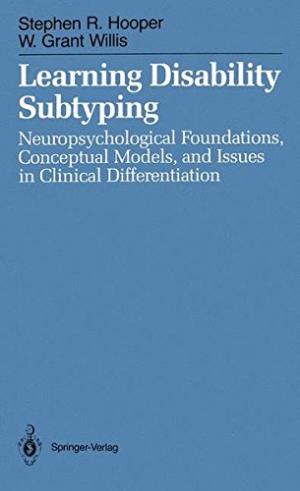 Stephen R. Hooper
W. Grant Willis
Learning Disability
Subtyping
Neuropsychological Foundations,
Conceptual Models, and Issues
in Clinical Differentiation
Springer-Verlag